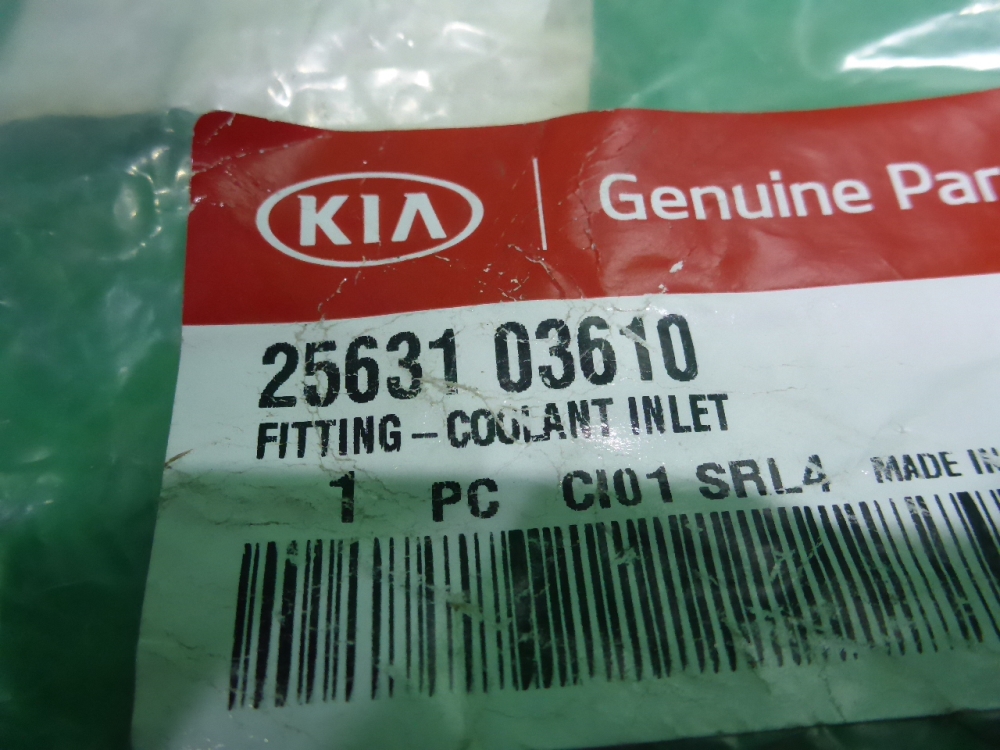 KIA Genuine Par
25631 03610
FITTING – COOLANT INLET
1 PC CI01 SRL4 MADE IN